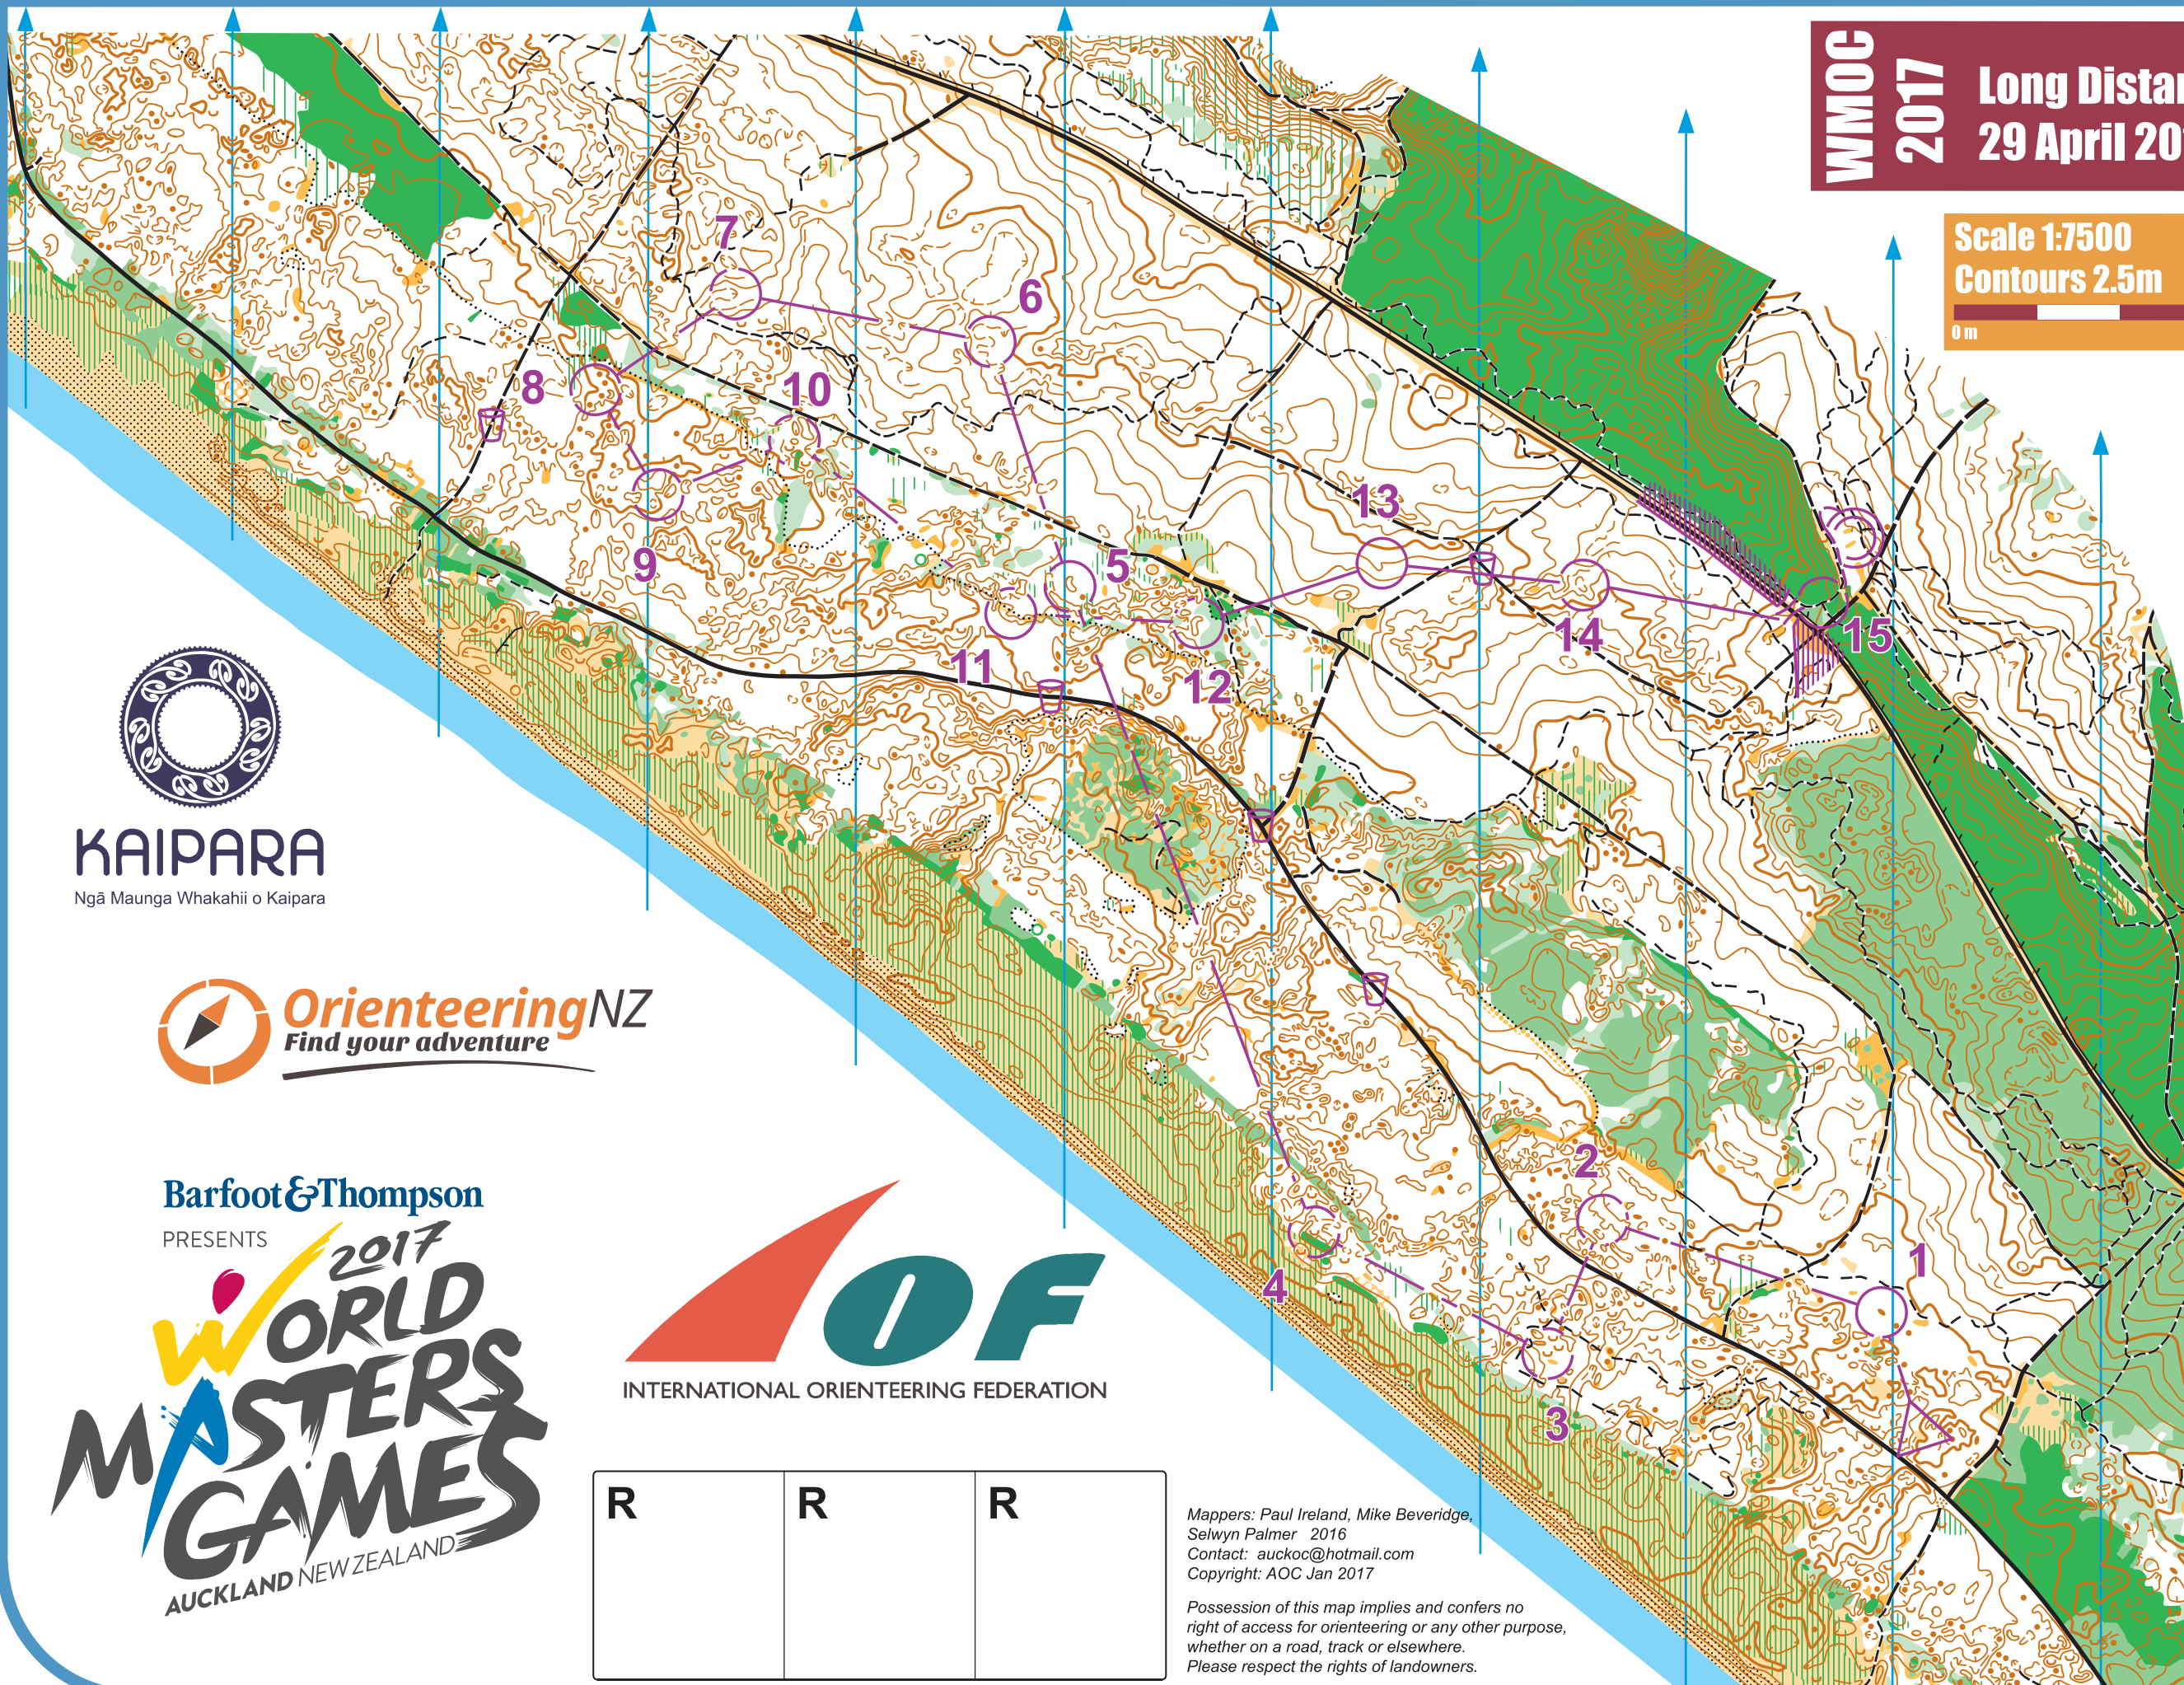 WMOC
2017
Long Distan
29 April 20
Scale 1:7500
Contours 2.5m
0 m
7
6
8
10
13
9
5
14
15
11
12
2
1
4
3
KAIPARA
Ngā Maunga Whakahii o Kaipara
OrienteeringNZ
Find your adventure
Barfoot&Thompson
PRESENTS
2017
WORLD
MASTERS
GAMES
AUCKLAND NEW ZEALAND
IOF
INTERNATIONAL ORIENTEERING FEDERATION
R R R
Mappers: Paul Ireland, Mike Beveridge,
Selwyn Palmer 2016
Contact: auckoc@hotmail.com
Copyright: AOC Jan 2017
Possession of this map implies and confers no
right of access for orienteering or any other purpose,
whether on a road, track or elsewhere.
Please respect the rights of landowners.